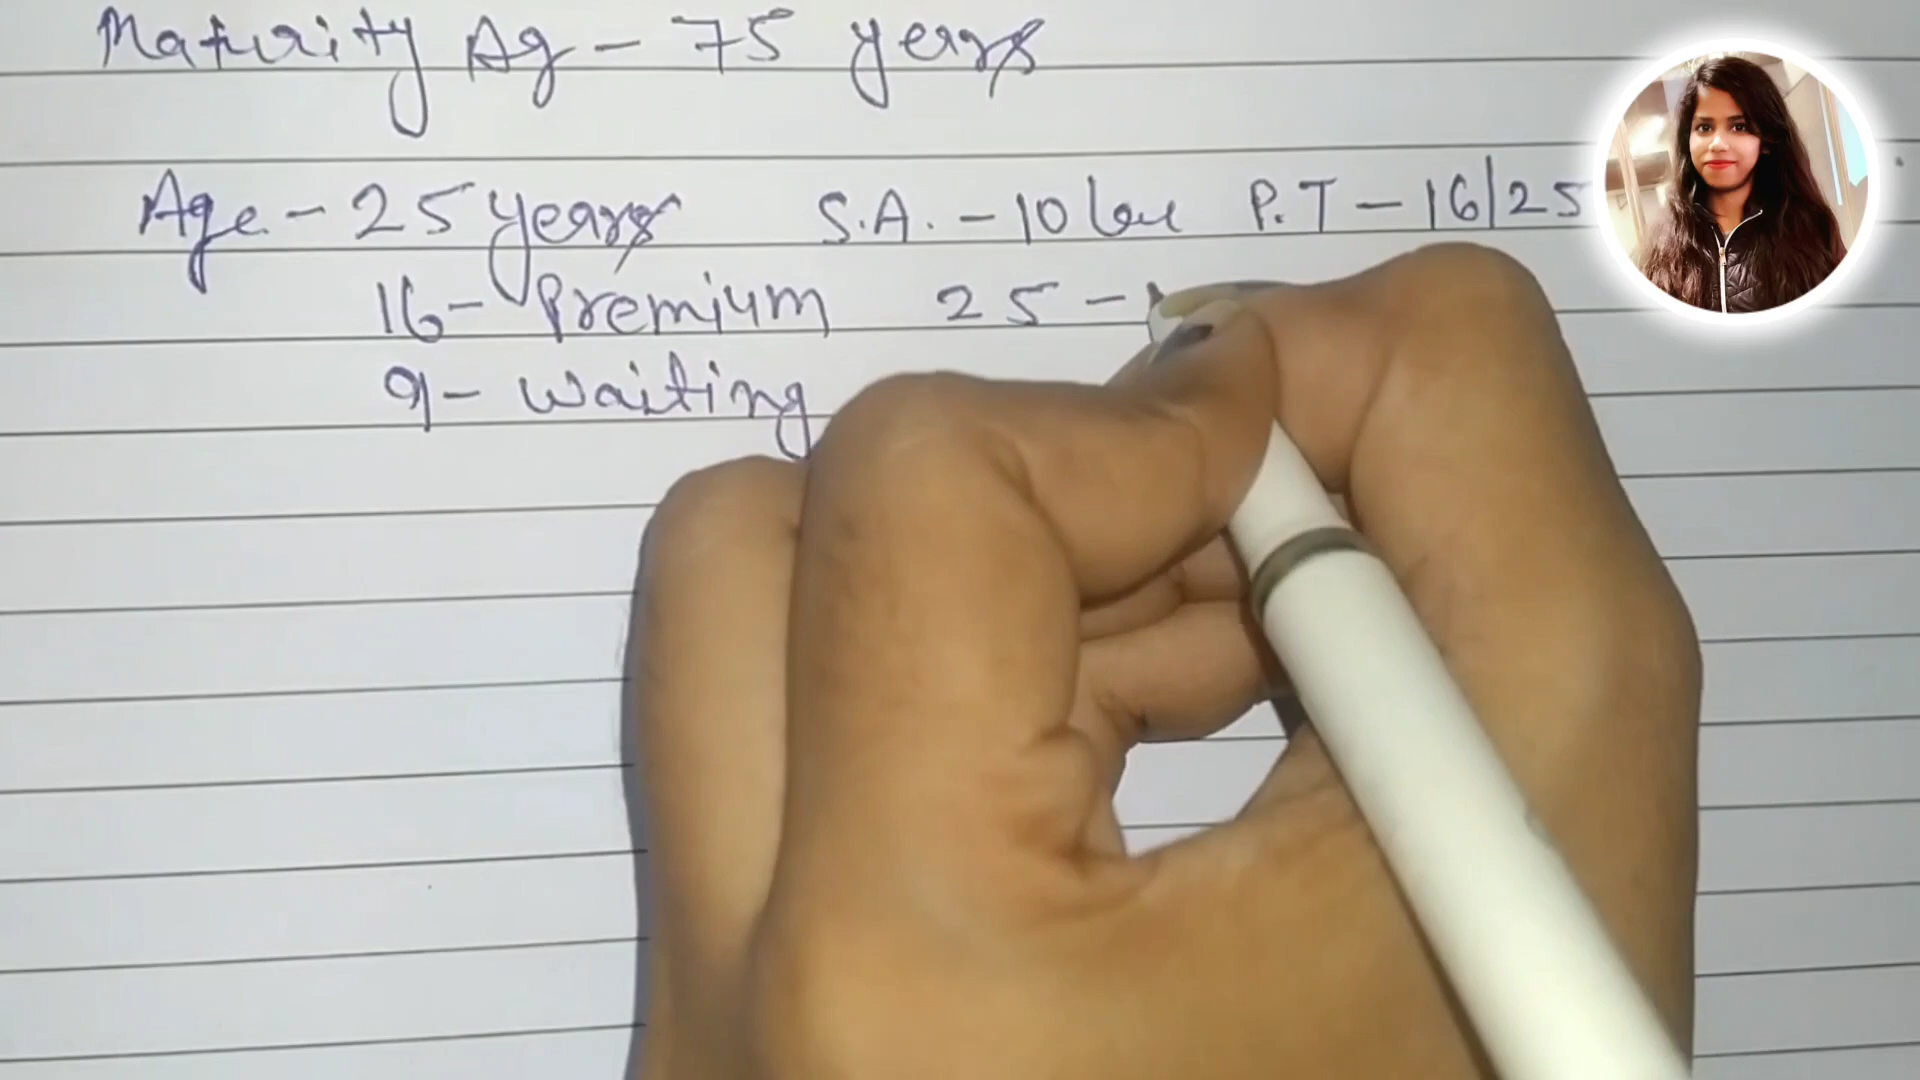 Maturity Ag - 75 years
Age - 25 years S.A. - 10 lac P.T - 16/25
16 - Premium 25 -
9 - Waiting